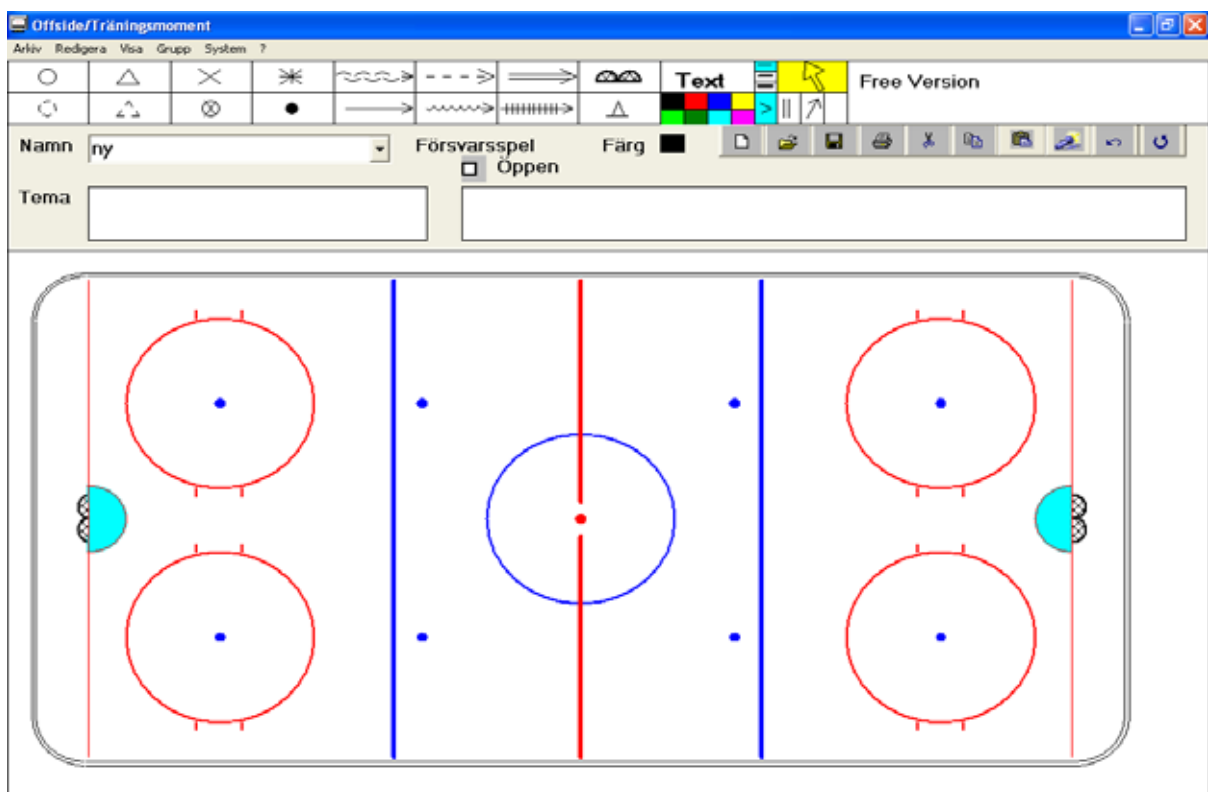 Offside/Träningsmoment
Arkiv Redigera Visa Grupp System ?
Text Free Version
Namn ny Försvarsspel Färg
Öppen
Tema